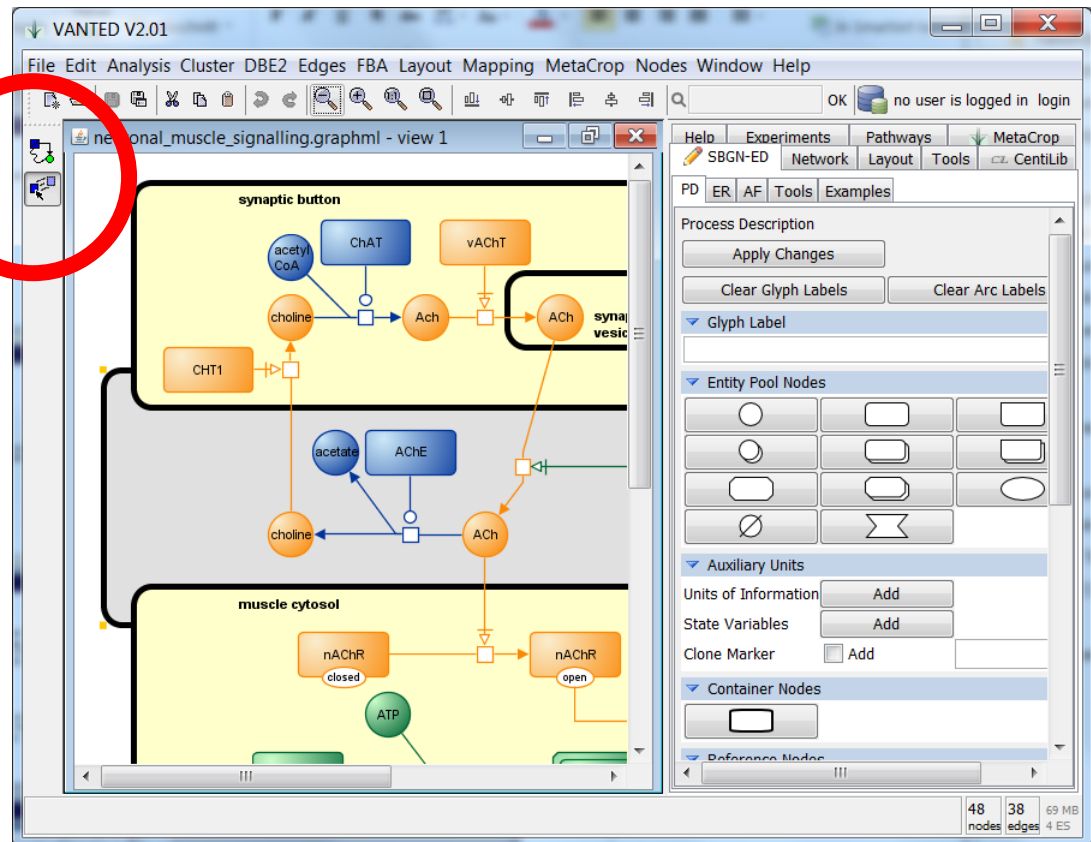 VANTED V2.01
File Edit Analysis Cluster DBE2 Edges FBA Layout Mapping MetaCrop Nodes Window Help
OK no user is logged in login
muscle_signalling.graphml - view 1
Help Experiments Pathways MetaCrop
SBGN-ED Network Layout Tools CentiLib
PD ER AF Tools Examples
Process Description
Apply Changes
Clear Glyph Labels Clear Arc Labels
Glyph Label
Entity Pool Nodes
Auxiliary Units
Units of Information Add
State Variables Add
Clone Marker Add
Container Nodes
Reference Nodes
synaptic button
acetyl
CoA
ChAT
vAChT
choline
Ach
ACh
vesic
CHT1
acetate
AChE
choline
ACh
muscle cytosol
nAChR
closed
nAChR
open
ATP
48 38 69 MB
nodes edges 4 ES